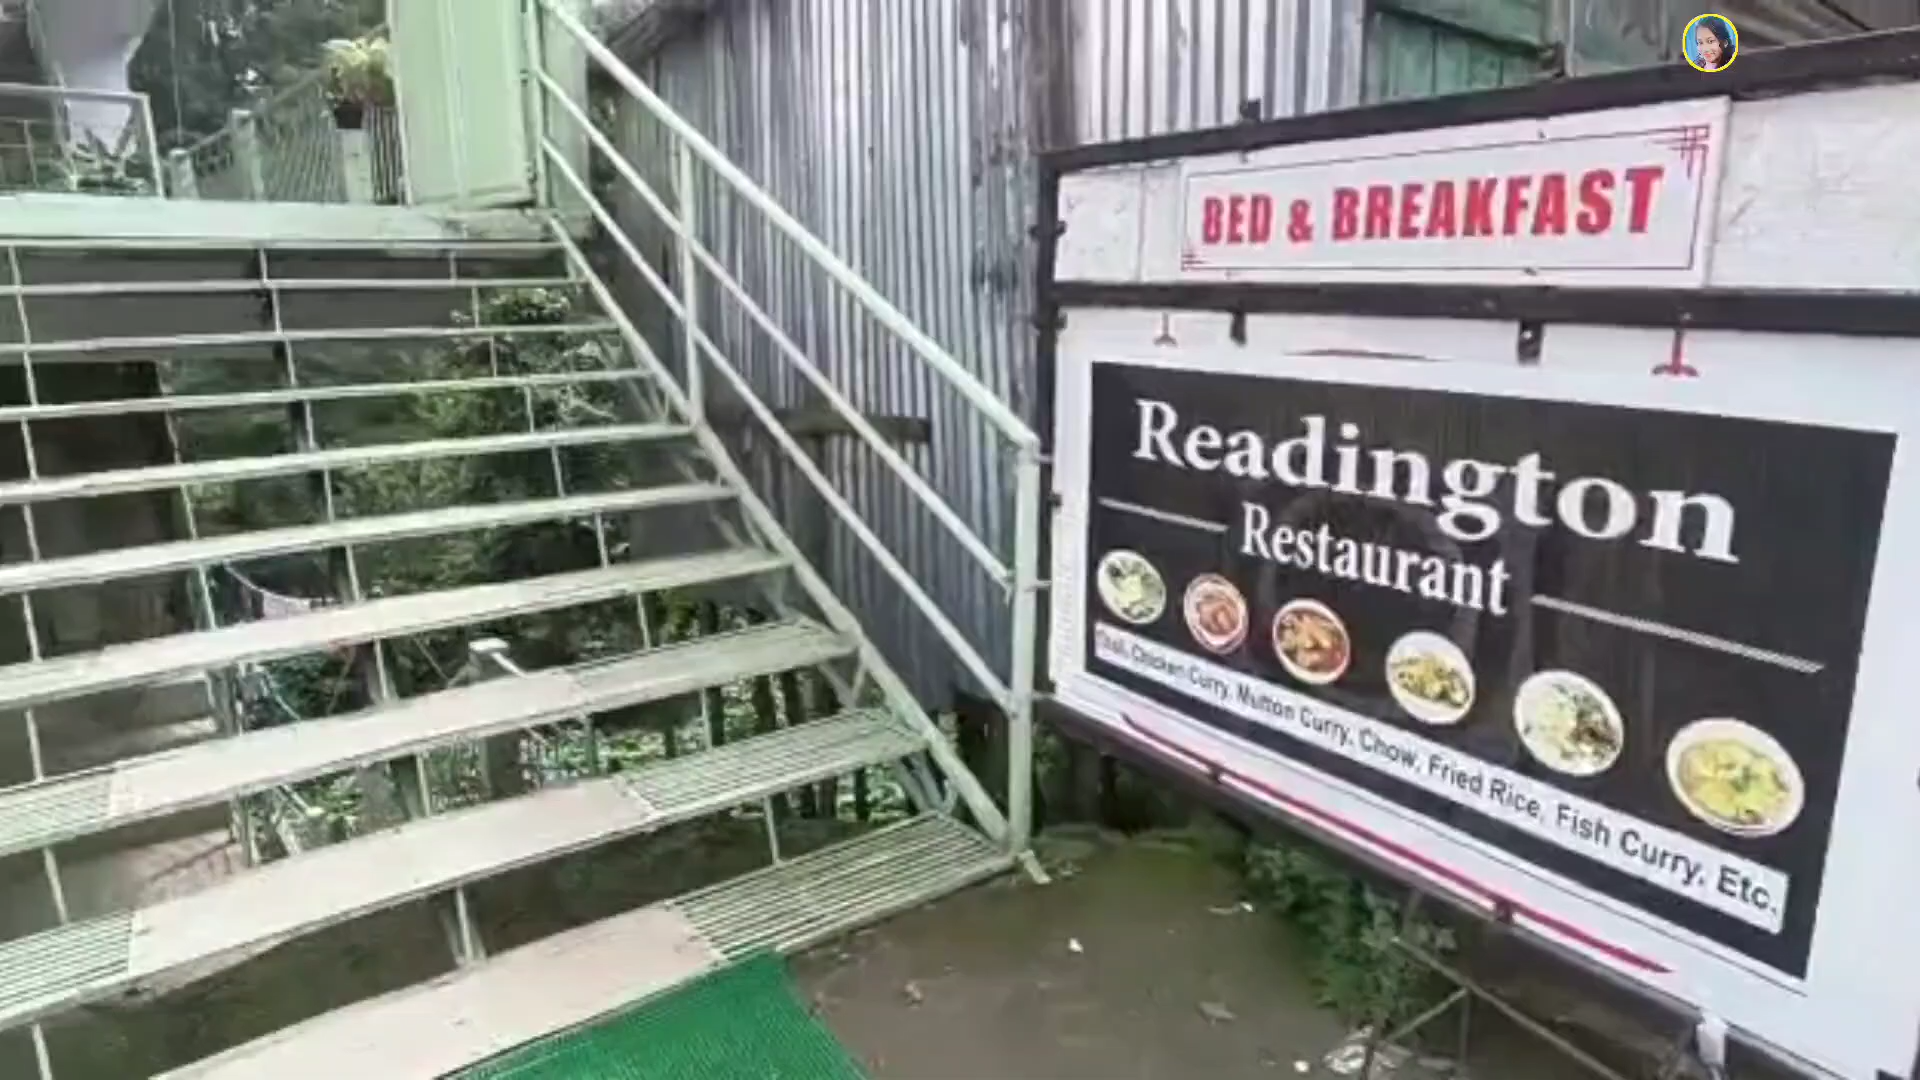 BED & BREAKFAST
Readington
Restaurant
Thali, Chicken Curry, Mutton Curry, Chow, Fried Rice, Fish Curry, Etc.